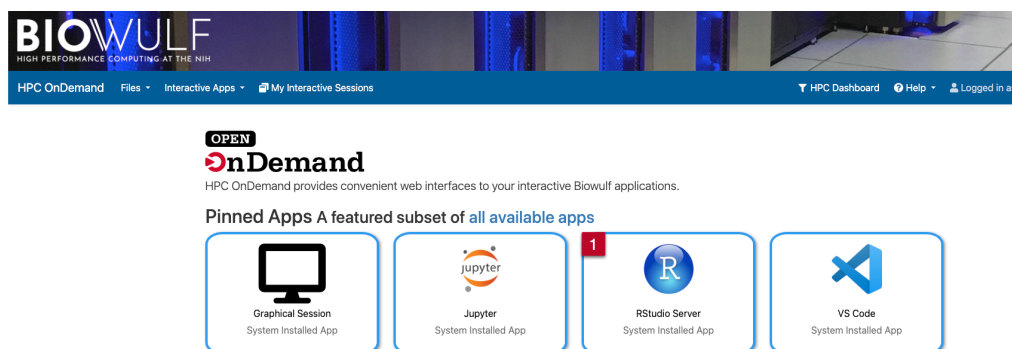 BIOWULF
HIGH PERFORMANCE COMPUTING AT THE NIH
HPC OnDemand Files Interactive Apps My Interactive Sessions HPC Dashboard Help Logged in a
OPEN
OnDemand
HPC OnDemand provides convenient web interfaces to your interactive Biowulf applications.
Pinned Apps A featured subset of all available apps
1
R
jupyter
Graphical Session Jupyter RStudio Server VS Code
System Installed App System Installed App System Installed App System Installed App